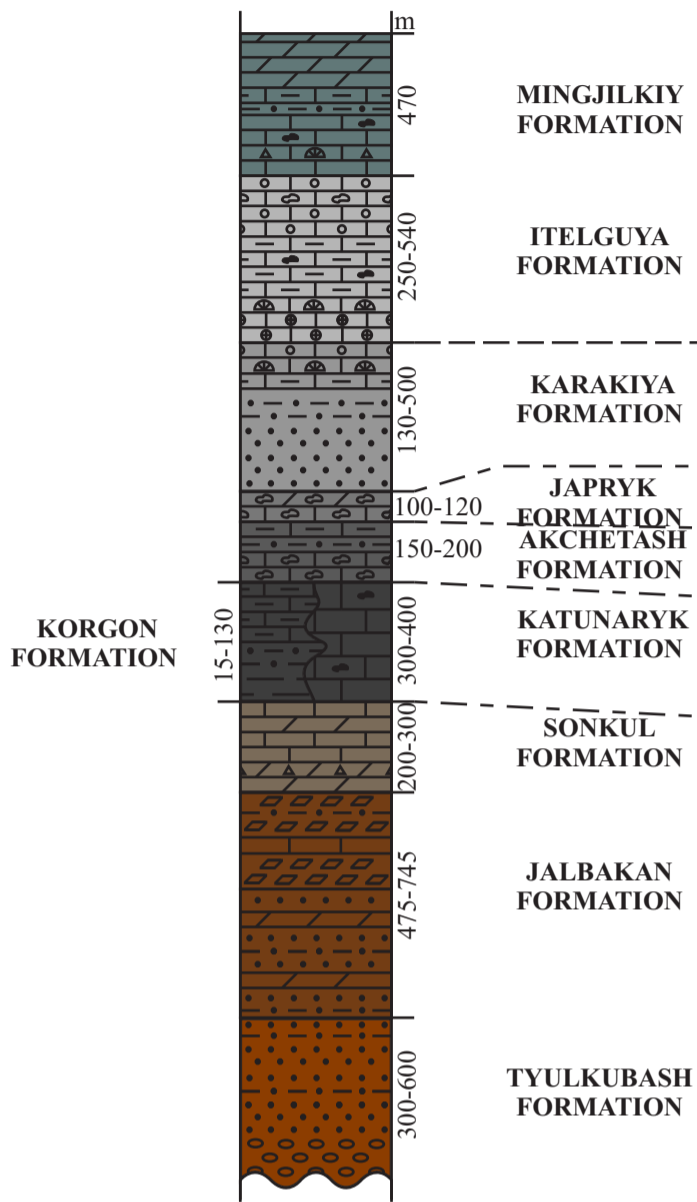 m
470
MINGJILKIY
FORMATION
250-540
ITELGUYA
FORMATION
130-500
KARAKIYA
FORMATION
100-120
JAPRYK
FORMATION
150-200
AKCHETASH
FORMATION
KORGON
FORMATION
15-130
300-400
KATUNARYK
FORMATION
200-300
SONKUL
FORMATION
475-745
JALBAKAN
FORMATION
300-600
TYULKUBASH
FORMATION